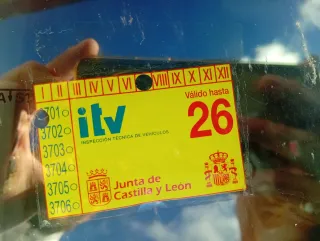 I II III IV V VI VIII IX X XI XII
3701
3702
3703
3704
3705
3706
itv
INSPECCIÓN TÉCNICA DE VEHÍCULOS
Válido hasta
26
Junta de
Castilla y León